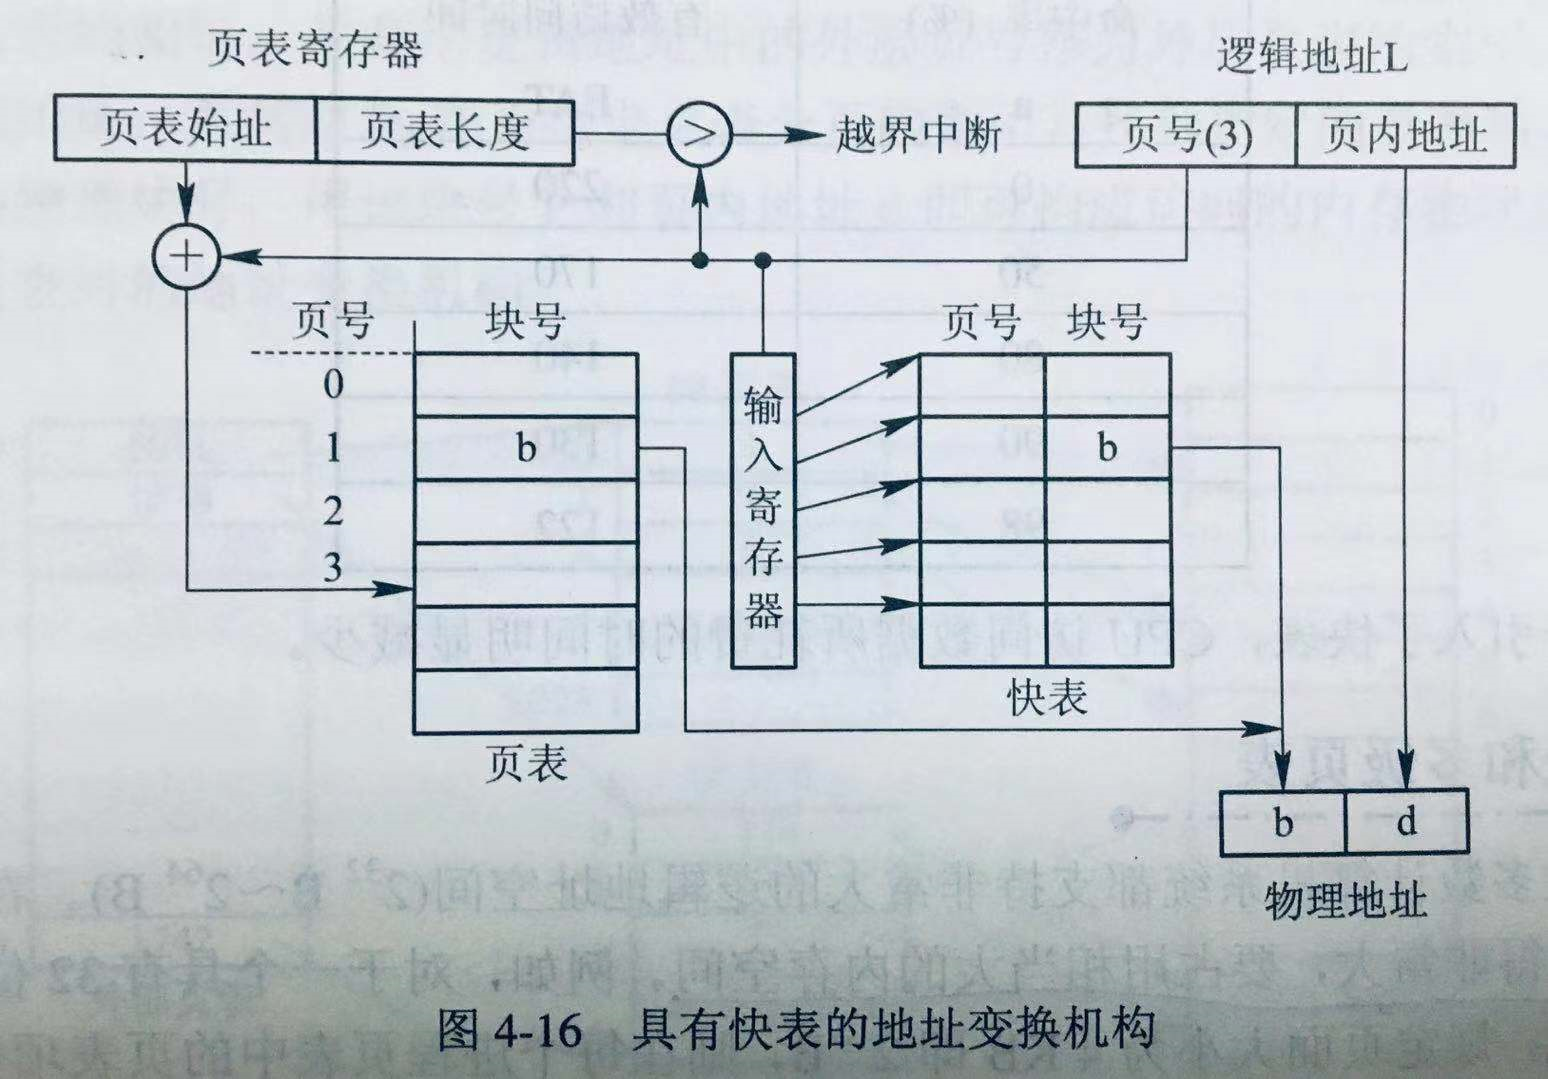 页表寄存器
逻辑地址L
页表始址 页表长度 > 越界中断 页号(3) 页内地址
+
页号 块号 页号 块号
0
1 b b
2
3
输入寄存器
快表
页表
b d
物理地址
图 4-16 具有快表的地址变换机构